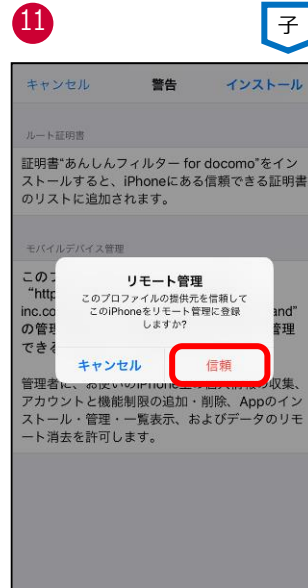 11
子
キャンセル 警告 インストール
ルート証明書
証明書“あんしんフィルター for docomo”をイン
ストールすると、iPhoneにある信頼できる証明書
のリストに追加されます。
モバイルデバイス管理
この
“http
inc.co
and”
の管
管理
でき
リモート管理
このプロファイルの提供元を信頼して
このiPhoneをリモート管理に登録
しますか?
キャンセル 信頼
管理者に、お使いのiPhone上の個人情報の収集、
アカウントと機能制限の追加・削除、Appのイン
ストール・管理・一覧表示、およびデータのリモ
ート消去を許可します。